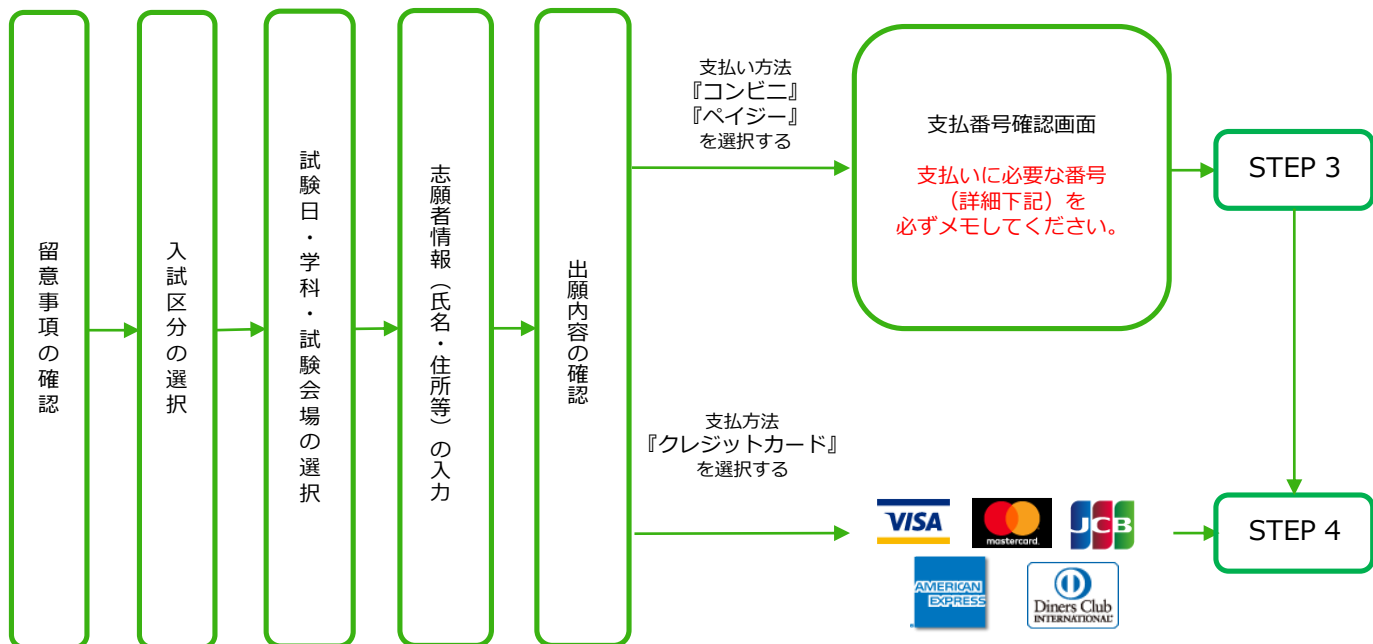 留意事項の確認
入試区分の選択
試験日・学科・試験会場の選択
志願者情報（氏名・住所等）の入力
出願内容の確認
支払い方法
『コンビニ』
『ペイジー』
を選択する
支払番号確認画面
支払いに必要な番号
（詳細下記）を
必ずメモしてください。
STEP 3
支払方法
『クレジットカード』
を選択する
VISA
mastercard.
JCB
AMERICAN
EXPRESS
Diners Club
INTERNATIONAL
STEP 4